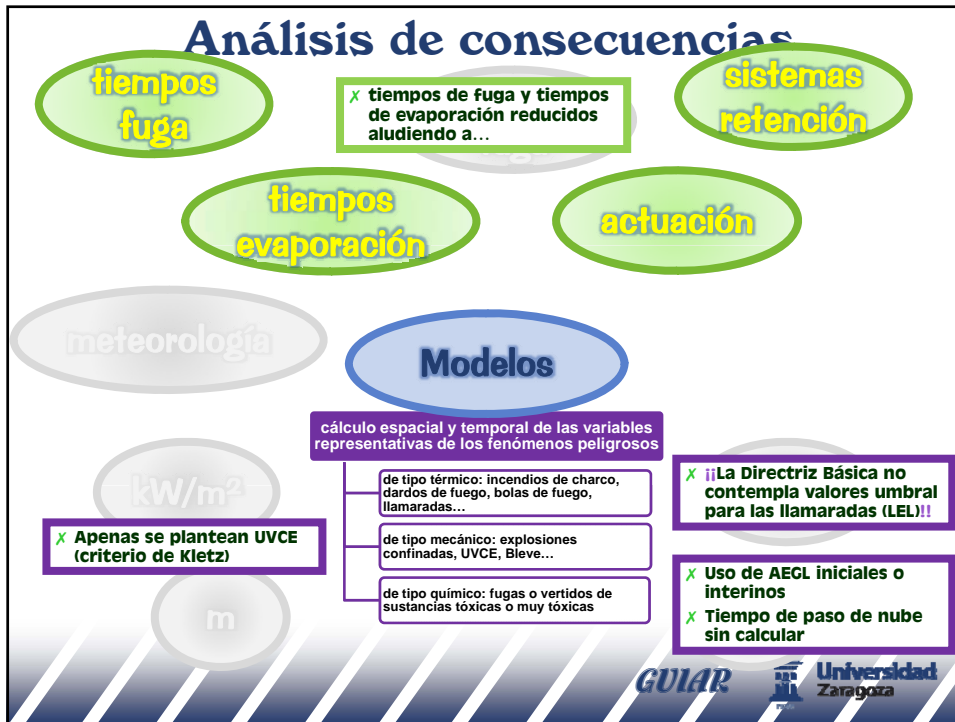 Análisis de consecuencias
tiempos
fuga
✗ tiempos de fuga y tiempos
de evaporación reducidos
aludiendo a...
sistemas
retención
tiempos
evaporación
actuación
meteorología
Modelos
cálculo espacial y temporal de las variables
representativas de los fenómenos peligrosos
kW/m²
de tipo térmico: incendios de charco,
dardos de fuego, bolas de fuego,
llamaradas…
✗ ¡¡La Directriz Básica no
contempla valores umbral
para las llamaradas (LEL)!!
✗ Apenas se plantean UVCE
(criterio de Kletz)
de tipo mecánico: explosiones
confinadas, UVCE, Bleve…
de tipo químico: fugas o vertidos de
sustancias tóxicas o muy tóxicas
✗ Uso de AEGL iniciales o
interinos
✗ Tiempo de paso de nube
sin calcular
m
GUIAR
Universidad
Zaragoza